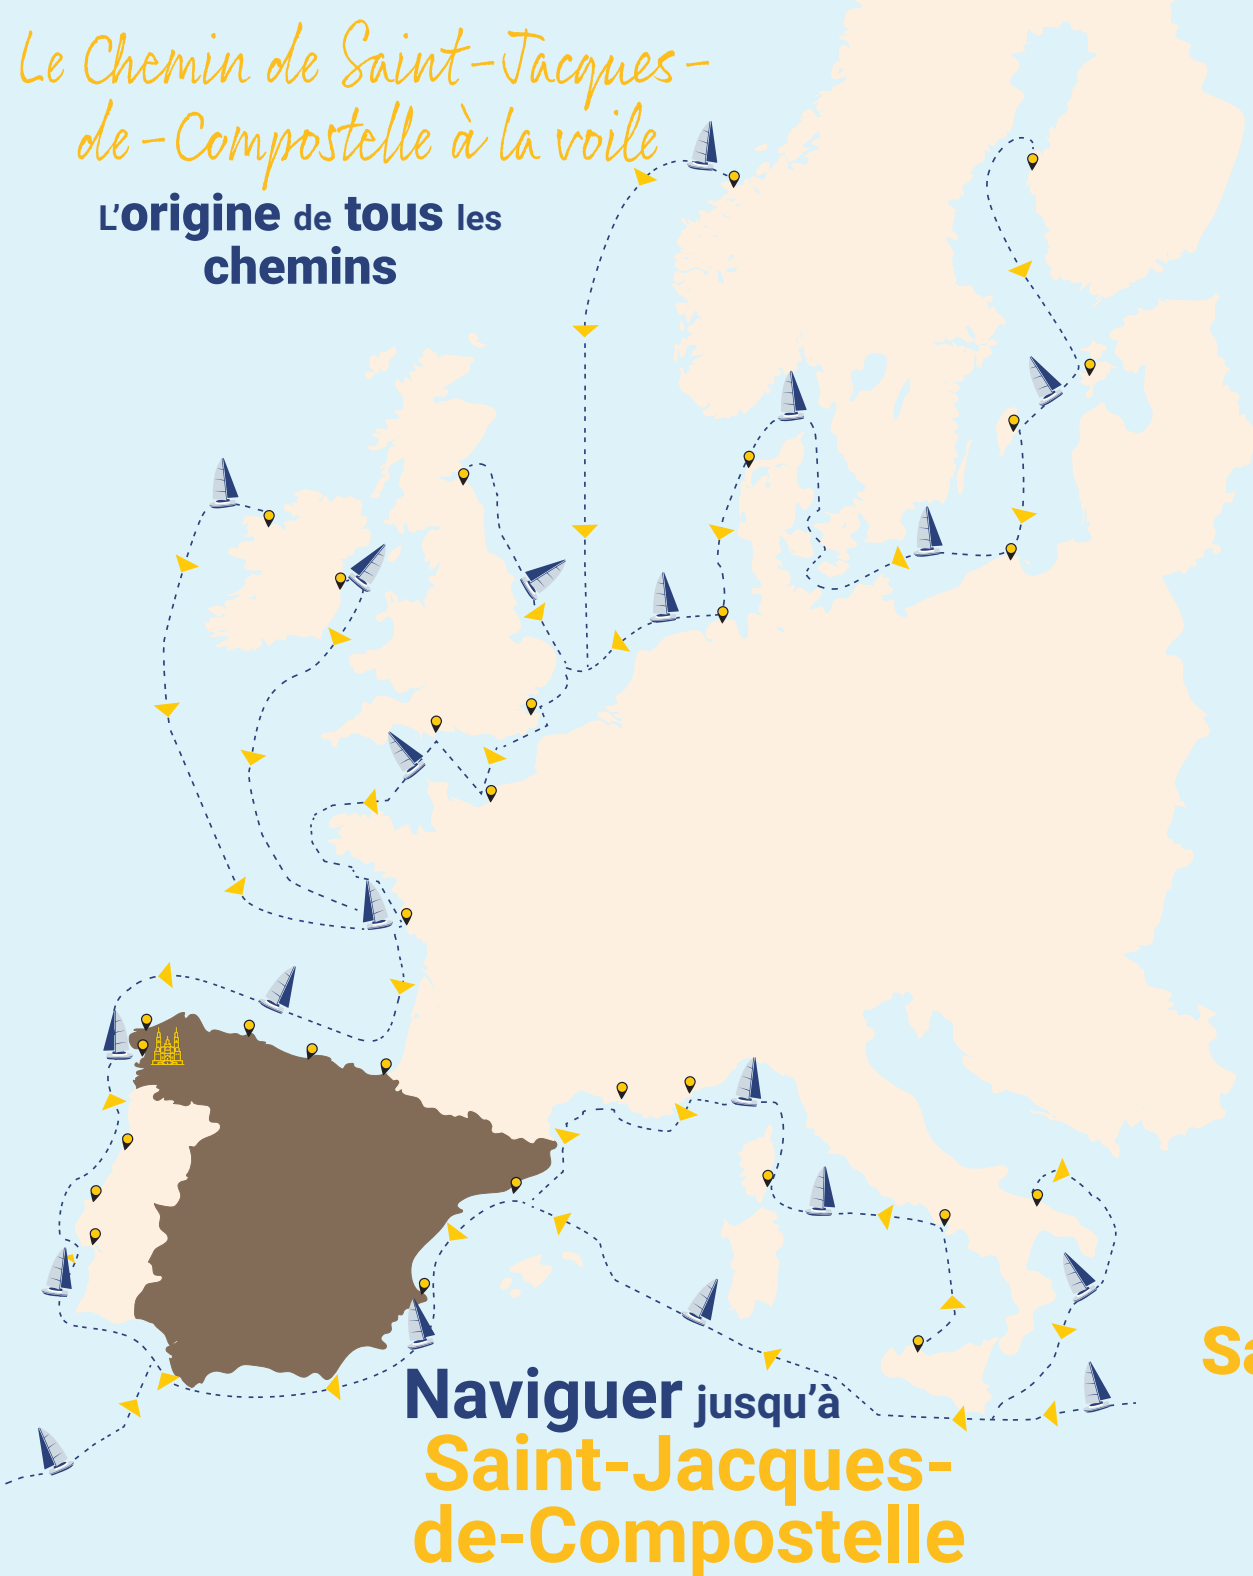 Le Chemin de Saint-Jacques-
de-Compostelle à la voile
L'origine de tous les
chemins
Sa
Naviguer jusqu'à
Saint-Jacques-
de-Compostelle